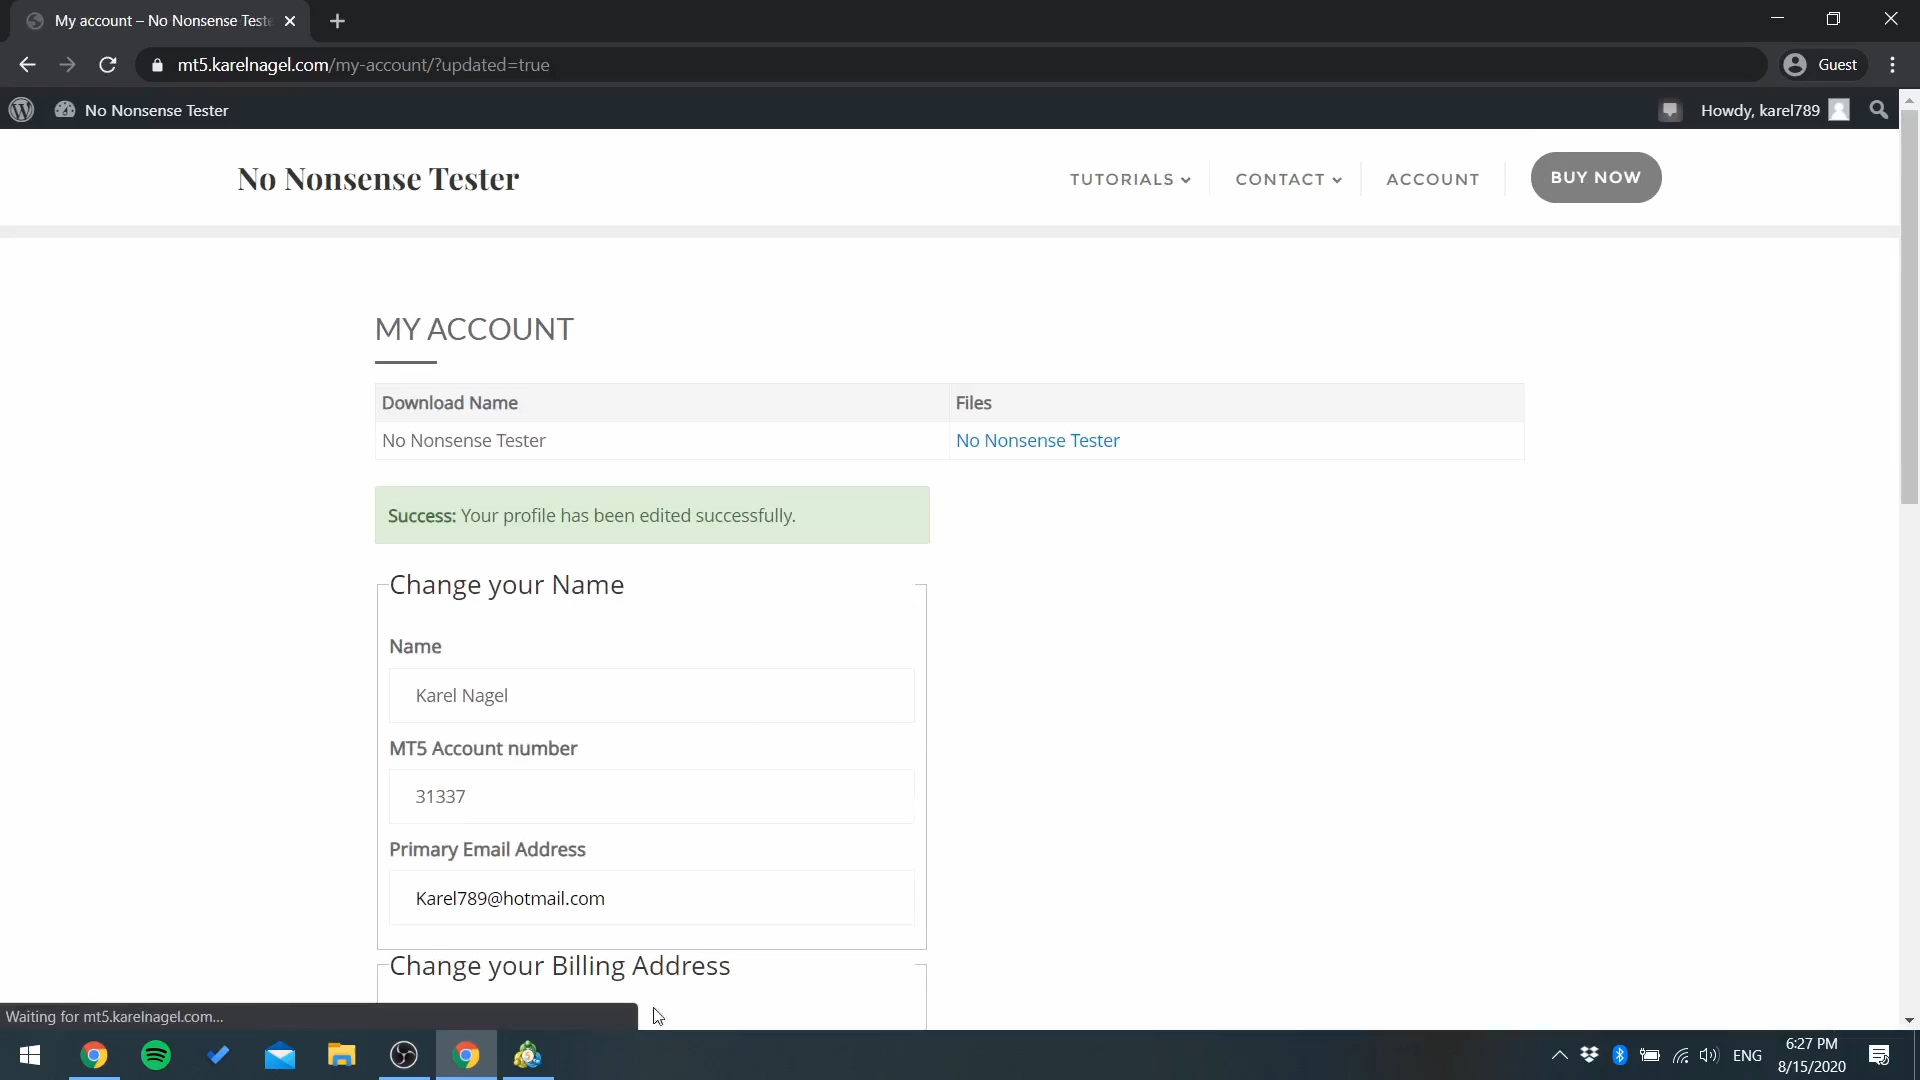 My account – No Nonsense Teste
mt5.karelnagel.com/my-account/?updated=true
Guest
No Nonsense Tester
Howdy, karel789
No Nonsense Tester
TUTORIALS
CONTACT
ACCOUNT
BUY NOW
MY ACCOUNT
Download Name
Files
No Nonsense Tester
No Nonsense Tester
Success: Your profile has been edited successfully.
Change your Name
Name
Karel Nagel
MT5 Account number
31337
Primary Email Address
Karel789@hotmail.com
Change your Billing Address
Waiting for mt5.karelnagel.com...
ENG
6:27 PM
8/15/2020